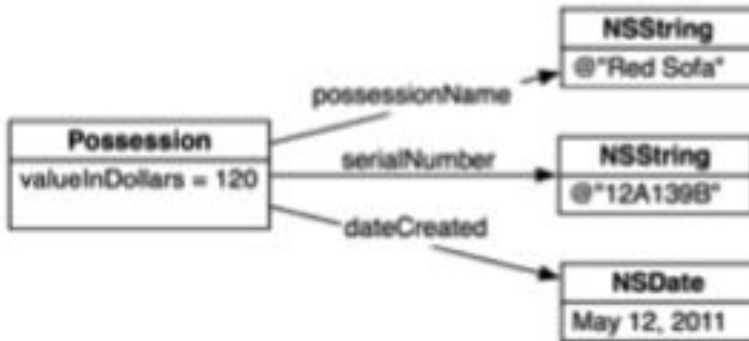 NSString
@"Red Sofa"
possessionName
Possession
valueInDollars = 120
serialNumber
NSString
@"12A139B"
dateCreated
NSDate
May 12, 2011